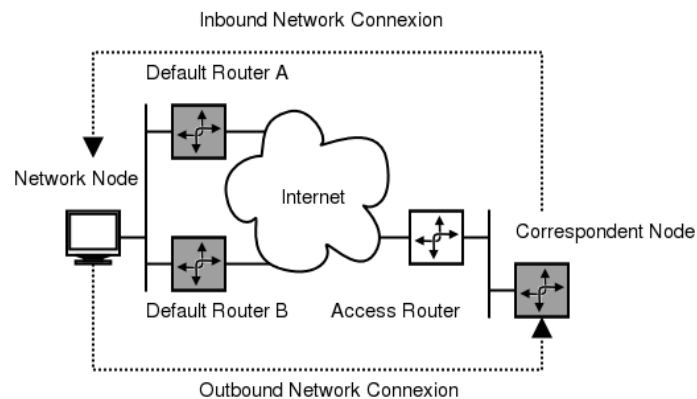 Inbound Network Connexion
Default Router A
Network Node
Internet
Correspondent Node
Default Router B
Access Router
Outbound Network Connexion